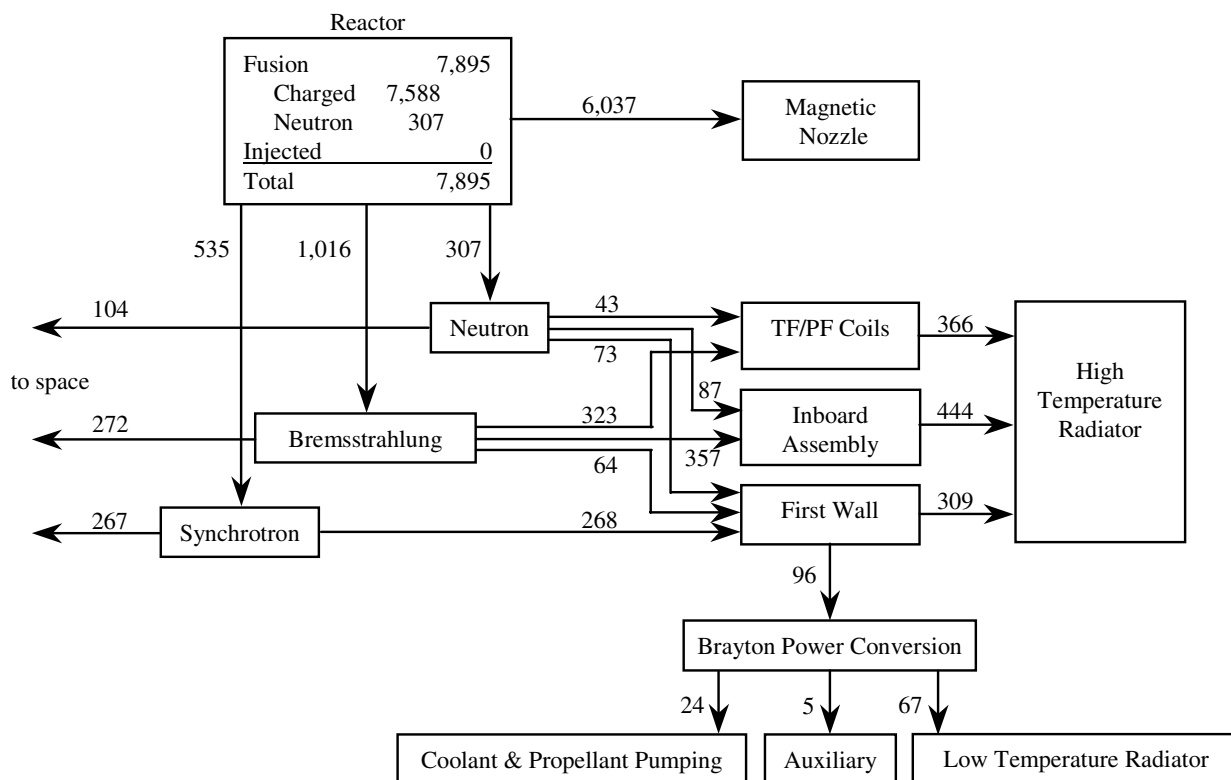 Reactor
Fusion 7,895
Charged 7,588
Neutron 307
Injected 0
Total 7,895
6,037
Magnetic
Nozzle
535
1,016
307
104
Neutron
43
73
87
TF/PF Coils
366
to space
High
Temperature
Radiator
272
Bremsstrahlung
323
357
64
Inboard
Assembly
444
267
Synchrotron
268
First Wall
309
96
Brayton Power Conversion
24
5
67
Coolant & Propellant Pumping
Auxiliary
Low Temperature Radiator